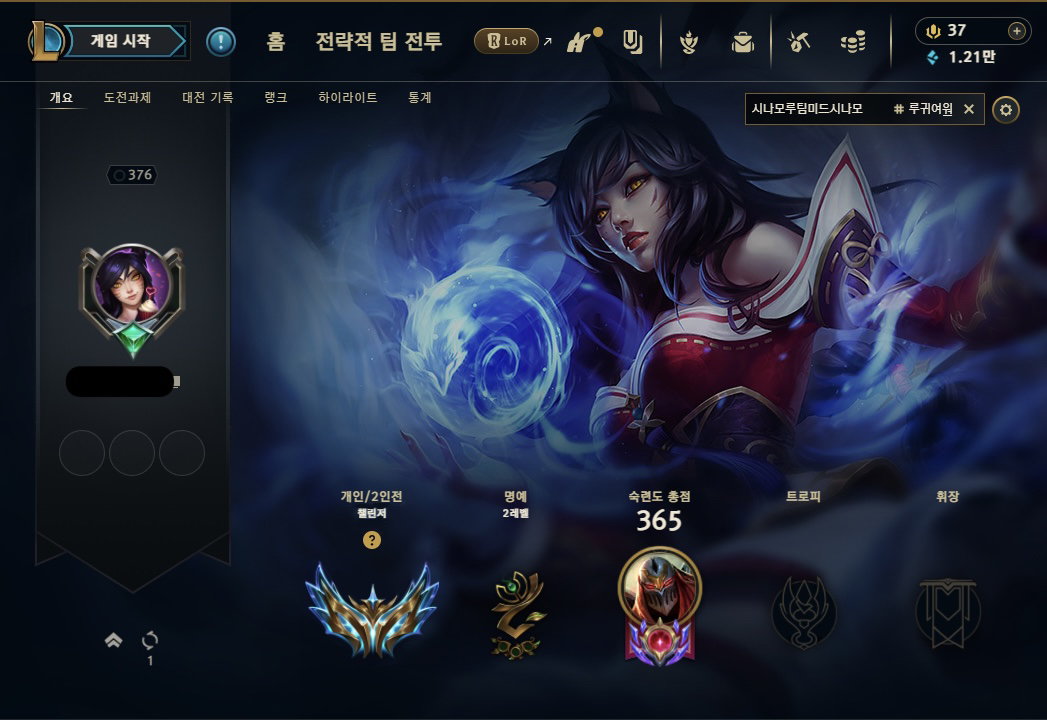 게임 시작
홈
전략적 팀 전투
LoR
37
1.21만
개요
도전과제
대전 기록
랭크
하이라이트
통계
시나모루팀미드시나모 # 루귀여워
376
개인/2인전
챌린저
?
명예
2레벨
숙련도 총점
365
트로피
휘장
1